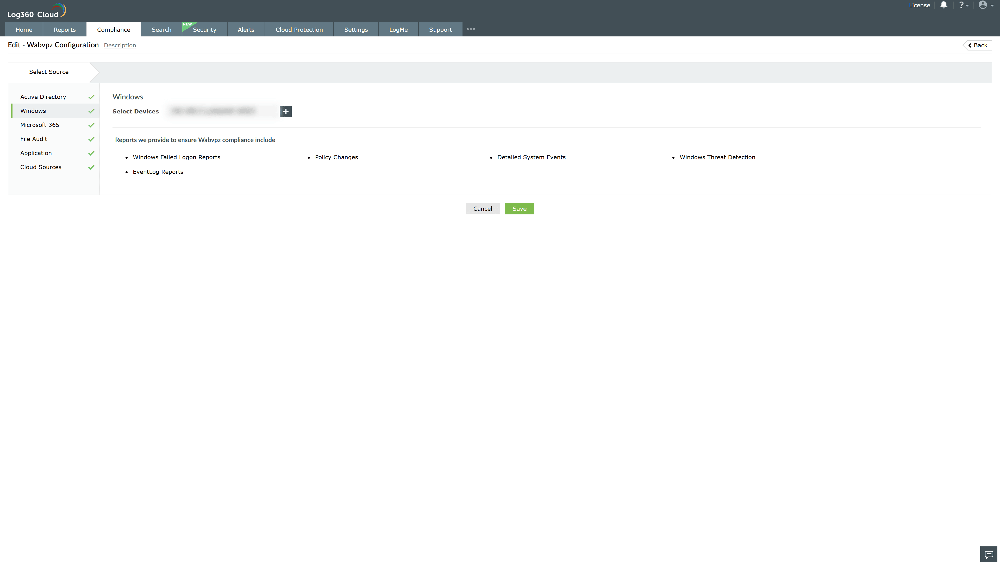 License
?
Log360 Cloud
Home Reports Compliance Search NEW Security Alerts Cloud Protection Settings LogMe Support
Edit - Wabvpz Configuration Description
Back
Select Source
Active Directory
Windows
Microsoft 365
File Audit
Application
Cloud Sources
Windows
Select Devices
Reports we provide to ensure Wabvpz compliance include
• Windows Failed Logon Reports • Policy Changes • Detailed System Events • Windows Threat Detection
• EventLog Reports
Cancel Save